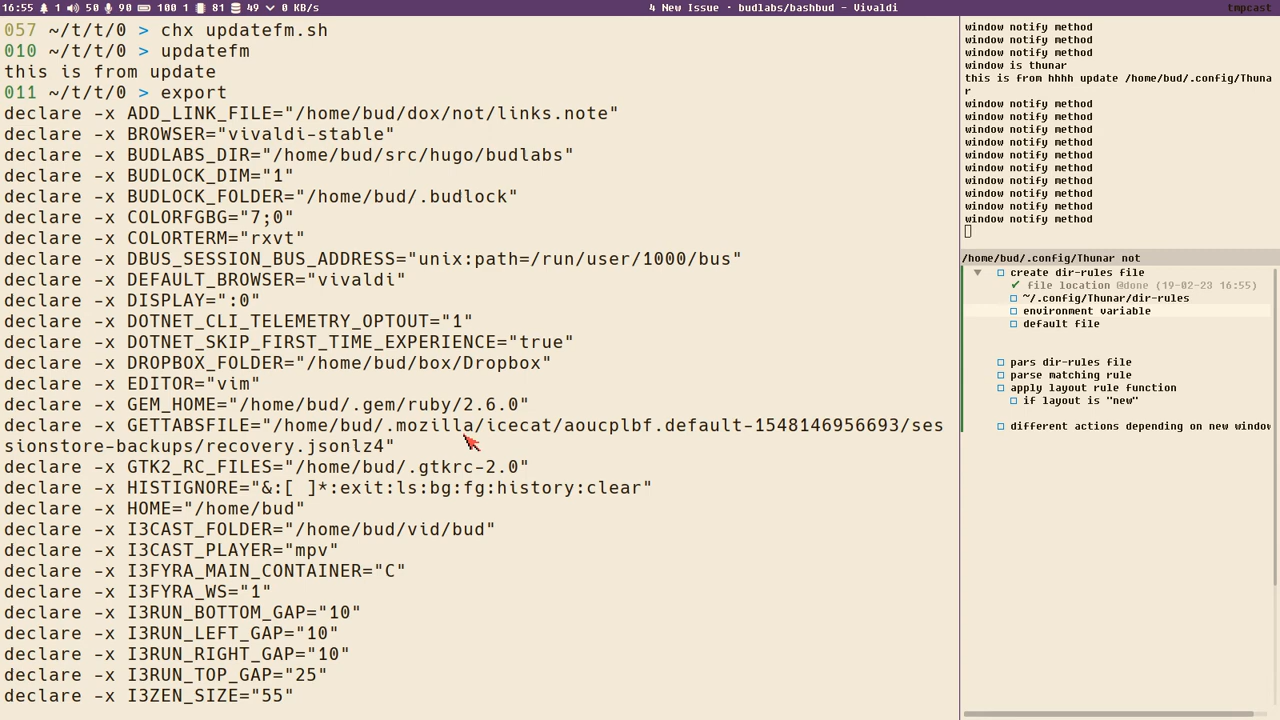 16:55 1 50 90 100 1 81 49 0 KB/s 4 New Issue · budlabs/bashbud - Vivaldi tmpcast
057 ~/t/t/0 > chx updatefm.sh
010 ~/t/t/0 > updatefm
this is from update
011 ~/t/t/0 > export
declare -x ADD_LINK_FILE="/home/bud/dox/not/links.note"
declare -x BROWSER="vivaldi-stable"
declare -x BUDLABS_DIR="/home/bud/src/hugo/budlabs"
declare -x BUDLOCK_DIM="1"
declare -x BUDLOCK_FOLDER="/home/bud/.budlock"
declare -x COLORFGBG="7;0"
declare -x COLORTERM="rxvt"
declare -x DBUS_SESSION_BUS_ADDRESS="unix:path=/run/user/1000/bus"
declare -x DEFAULT_BROWSER="vivaldi"
declare -x DISPLAY=":0"
declare -x DOTNET_CLI_TELEMETRY_OPTOUT="1"
declare -x DOTNET_SKIP_FIRST_TIME_EXPERIENCE="true"
declare -x DROPBOX_FOLDER="/home/bud/box/Dropbox"
declare -x EDITOR="vim"
declare -x GEM_HOME="/home/bud/.gem/ruby/2.6.0"
declare -x GETTABSFILE="/home/bud/.mozilla/icecat/aoucplbf.default-1548146956693/ses
sionstore-backups/recovery.jsonlz4"
declare -x GTK2_RC_FILES="/home/bud/.gtkrc-2.0"
declare -x HISTIGNORE="&:[ ]*:exit:ls:bg:fg:history:clear"
declare -x HOME="/home/bud"
declare -x I3CAST_FOLDER="/home/bud/vid/bud"
declare -x I3CAST_PLAYER="mpv"
declare -x I3FYRA_MAIN_CONTAINER="C"
declare -x I3FYRA_WS="1"
declare -x I3RUN_BOTTOM_GAP="10"
declare -x I3RUN_LEFT_GAP="10"
declare -x I3RUN_RIGHT_GAP="10"
declare -x I3RUN_TOP_GAP="25"
declare -x I3ZEN_SIZE="55"
window notify method
window notify method
window notify method
window is thunar
this is from hhhh update /home/bud/.config/Thuna
r
window notify method
window notify method
window notify method
window notify method
window notify method
window notify method
window notify method
window notify method
window notify method
window notify method
/home/bud/.config/Thunar not
create dir-rules file
✔ file location @done (19-02-23 16:55)
~/.config/Thunar/dir-rules
environment variable
default file
pars dir-rules file
parse matching rule
apply layout rule function
if layout is "new"
different actions depending on new window